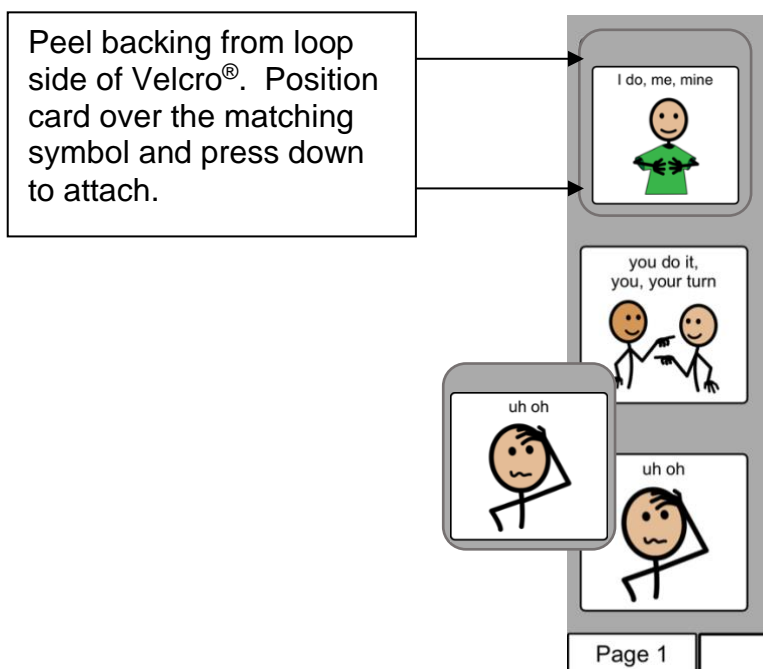 Peel backing from loop
side of Velcro®.  Position
card over the matching
symbol and press down
to attach.
I do, me, mine
you do it,
you, your turn
uh oh
uh oh
Page 1